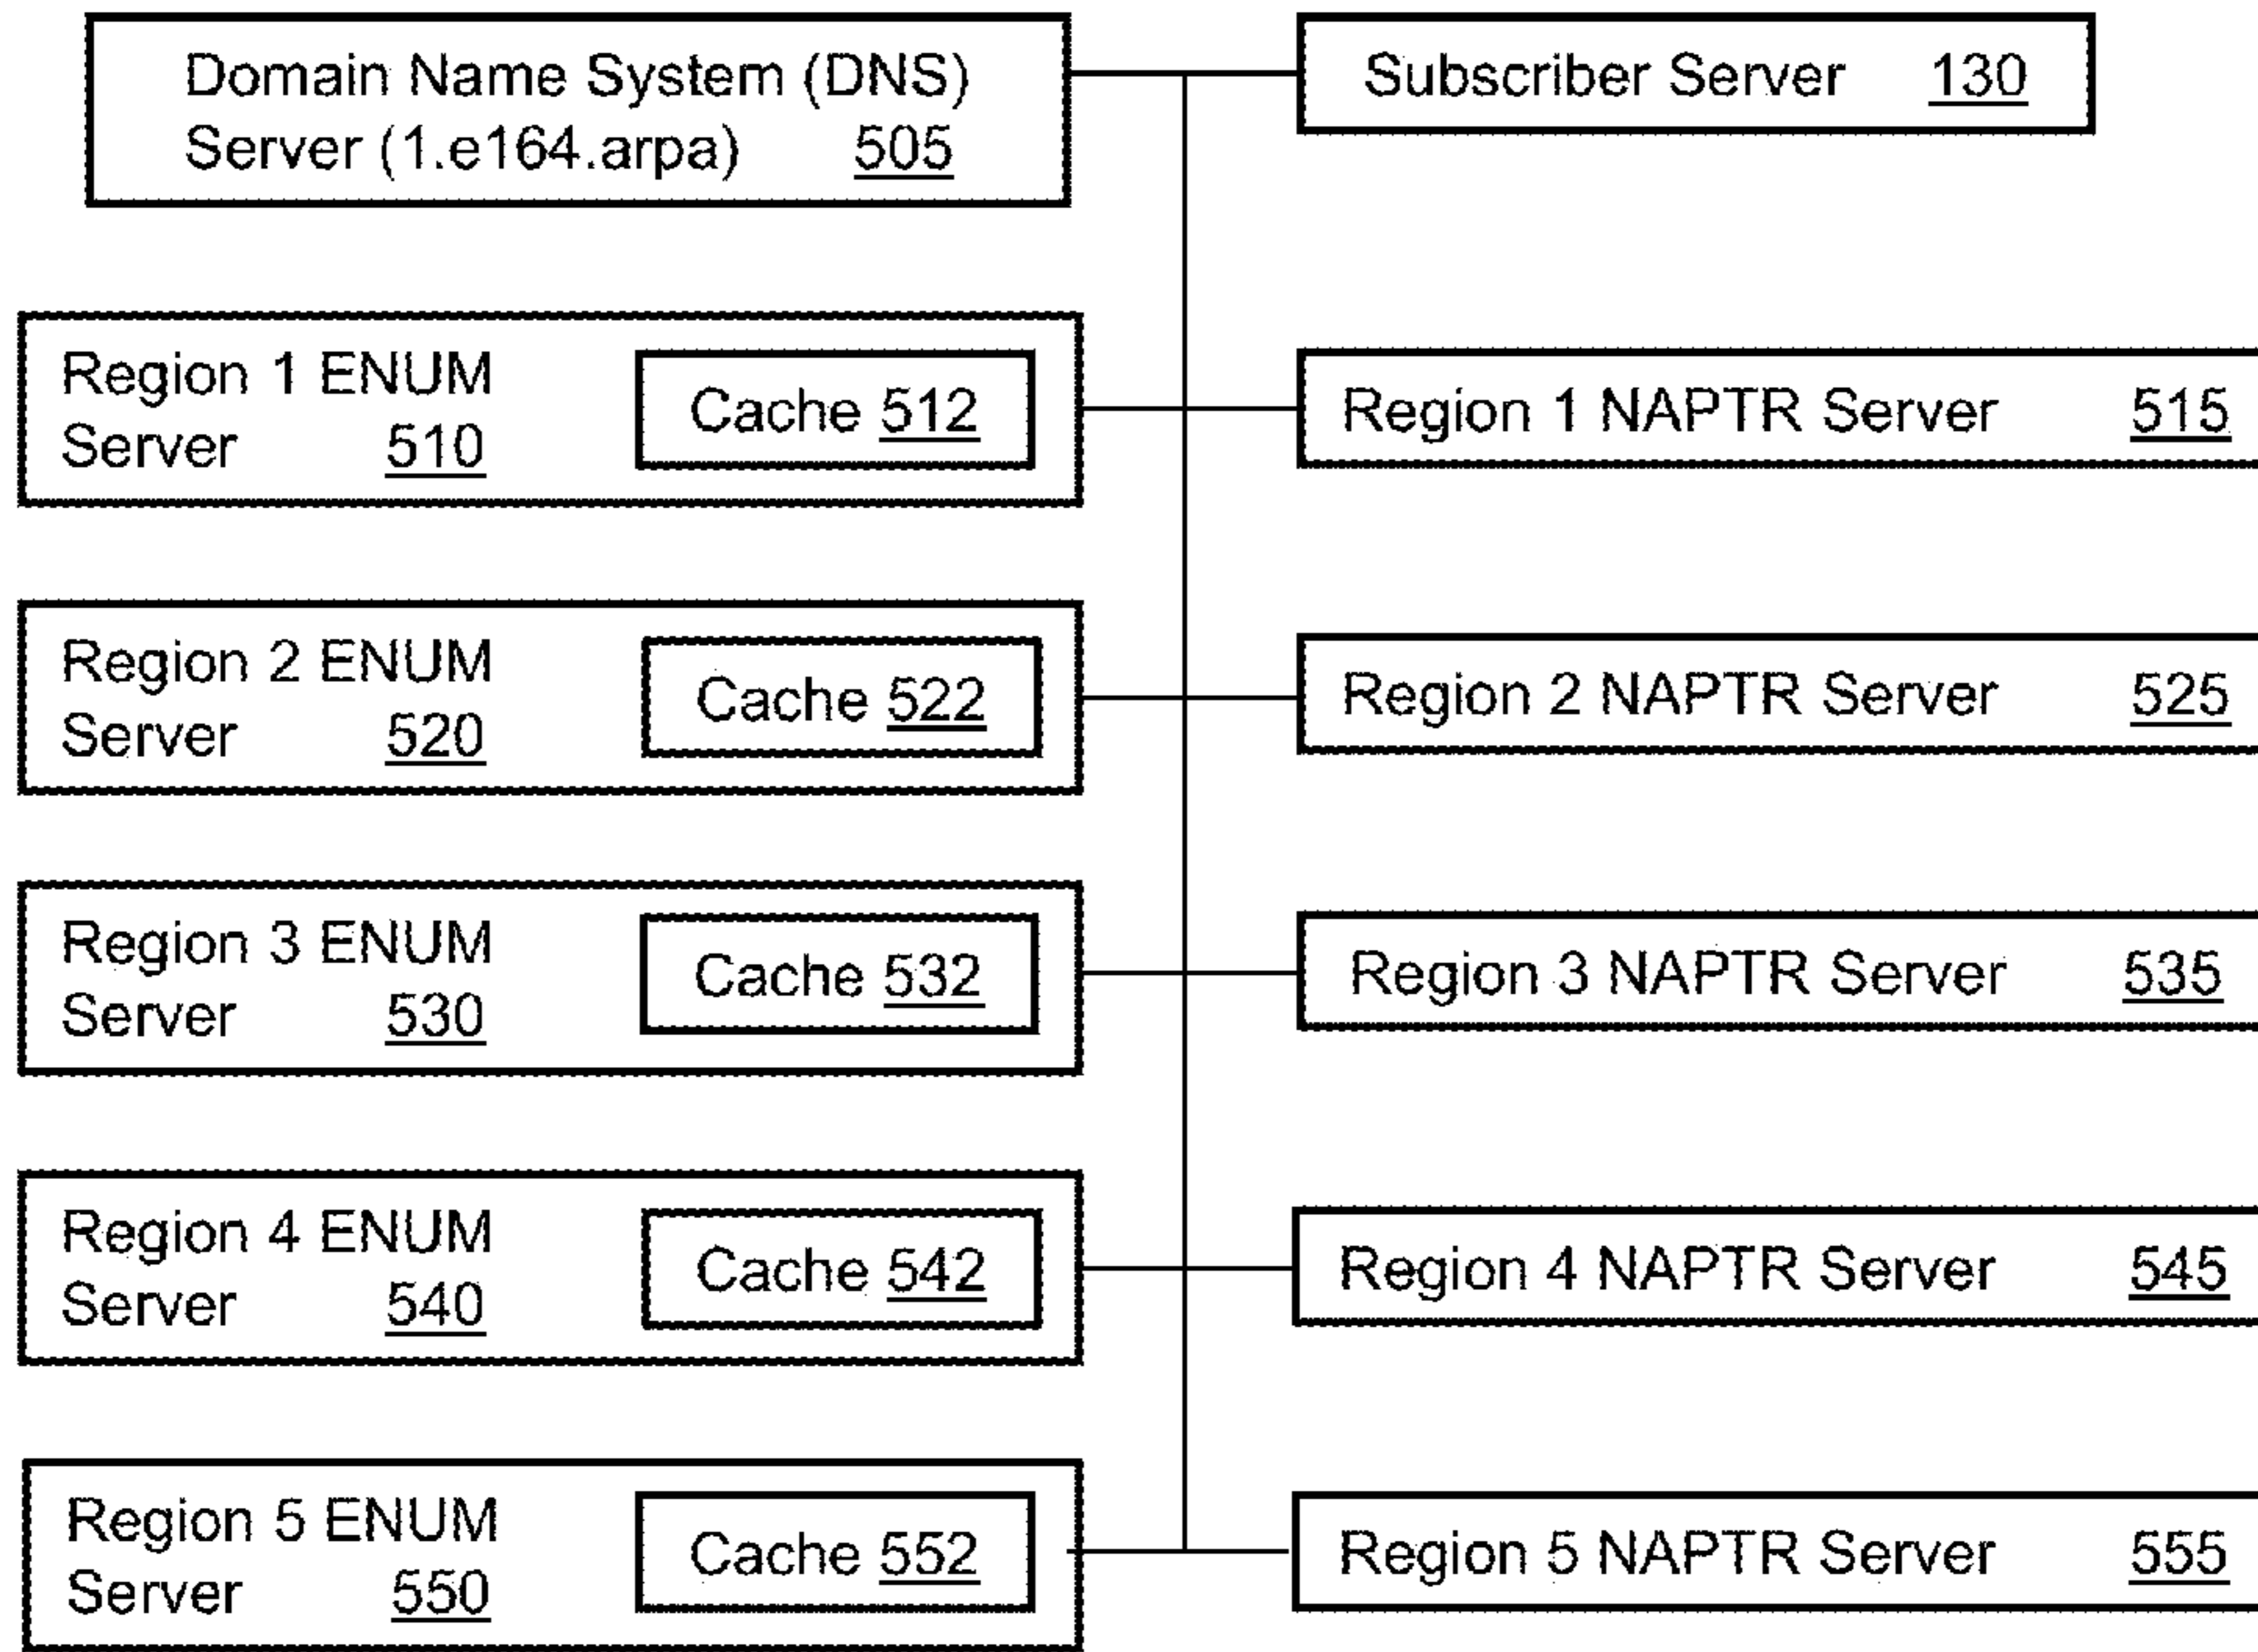 Domain Name System (DNS)
Server (1.e164.arpa) 505
Subscriber Server 130
Region 1 ENUM
Server 510
Cache 512
Region 1 NAPTR Server 515
Region 2 ENUM
Server 520
Cache 522
Region 2 NAPTR Server 525
Region 3 ENUM
Server 530
Cache 532
Region 3 NAPTR Server 535
Region 4 ENUM
Server 540
Cache 542
Region 4 NAPTR Server 545
Region 5 ENUM
Server 550
Cache 552
Region 5 NAPTR Server 555